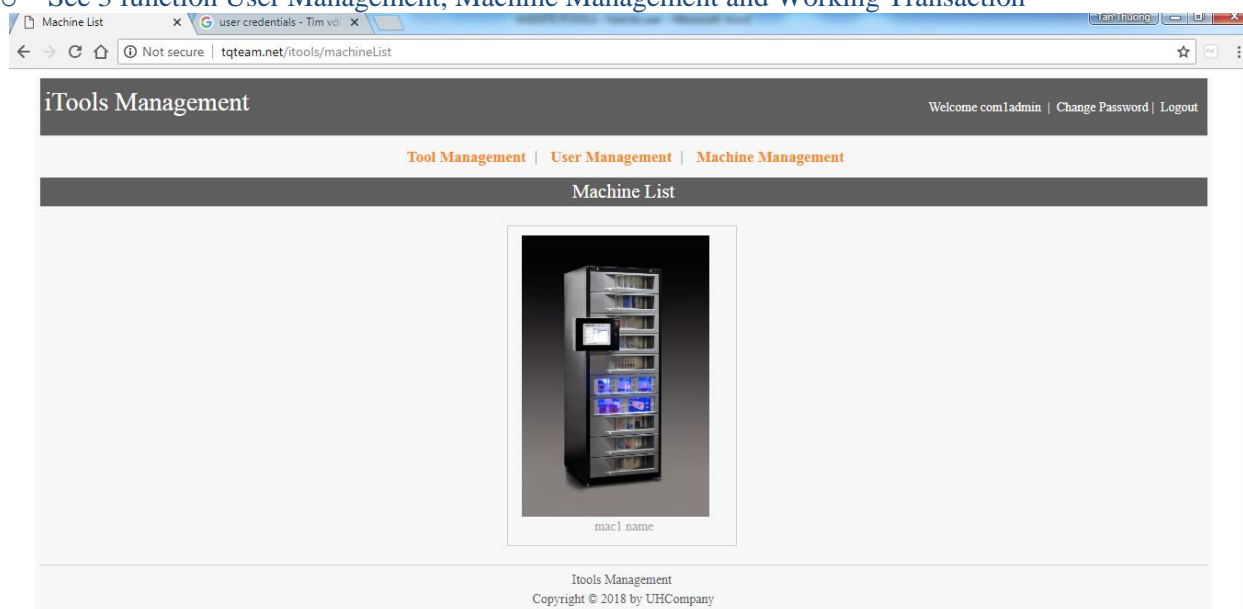 ○ See 3 function User Management, Machine Management and Working Transaction
Machine List
user credentials - Tìm vớ
Tan Thuong
Not secure | tqteam.net/itools/machineList
iTools Management
Welcome com1admin | Change Password | Logout
Tool Management | User Management | Machine Management
Machine List
mac1 name
Itools Management
Copyright © 2018 by UHCompany